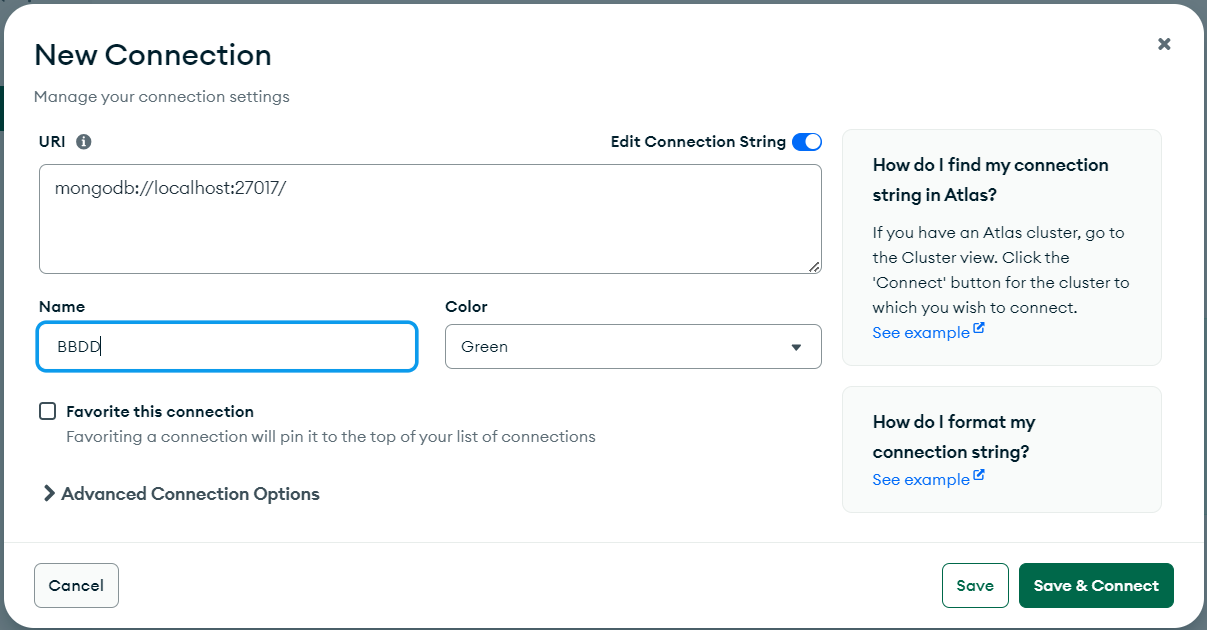 New Connection
Manage your connection settings
URI
Edit Connection String
mongodb://localhost:27017/
Name
Color
BBDD
Green
Favorite this connection
Favoriting a connection will pin it to the top of your list of connections
Advanced Connection Options
How do I find my connection
string in Atlas?
If you have an Atlas cluster, go to
the Cluster view. Click the
'Connect' button for the cluster to
which you wish to connect.
See example
How do I format my
connection string?
See example
Cancel
Save
Save & Connect